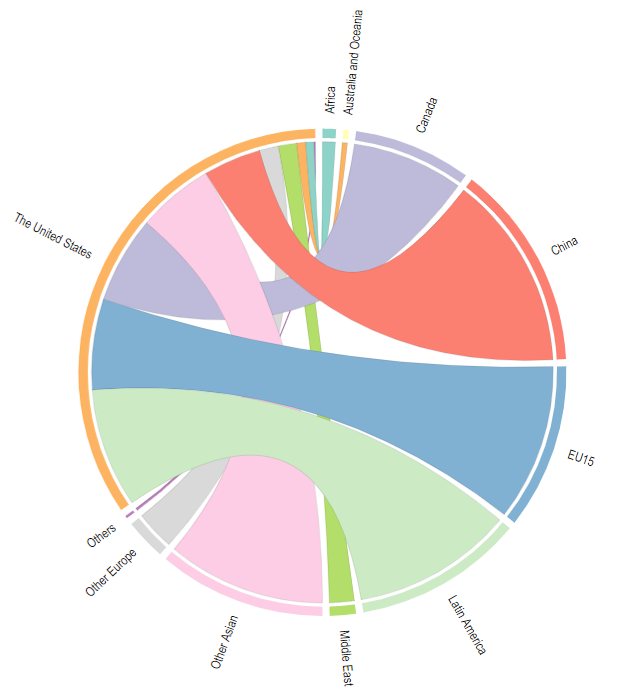 Africa
Australia and Oceania
Canada
China
EU15
Latin America
Middle East
Other Asian
Other Europe
Others
The United States